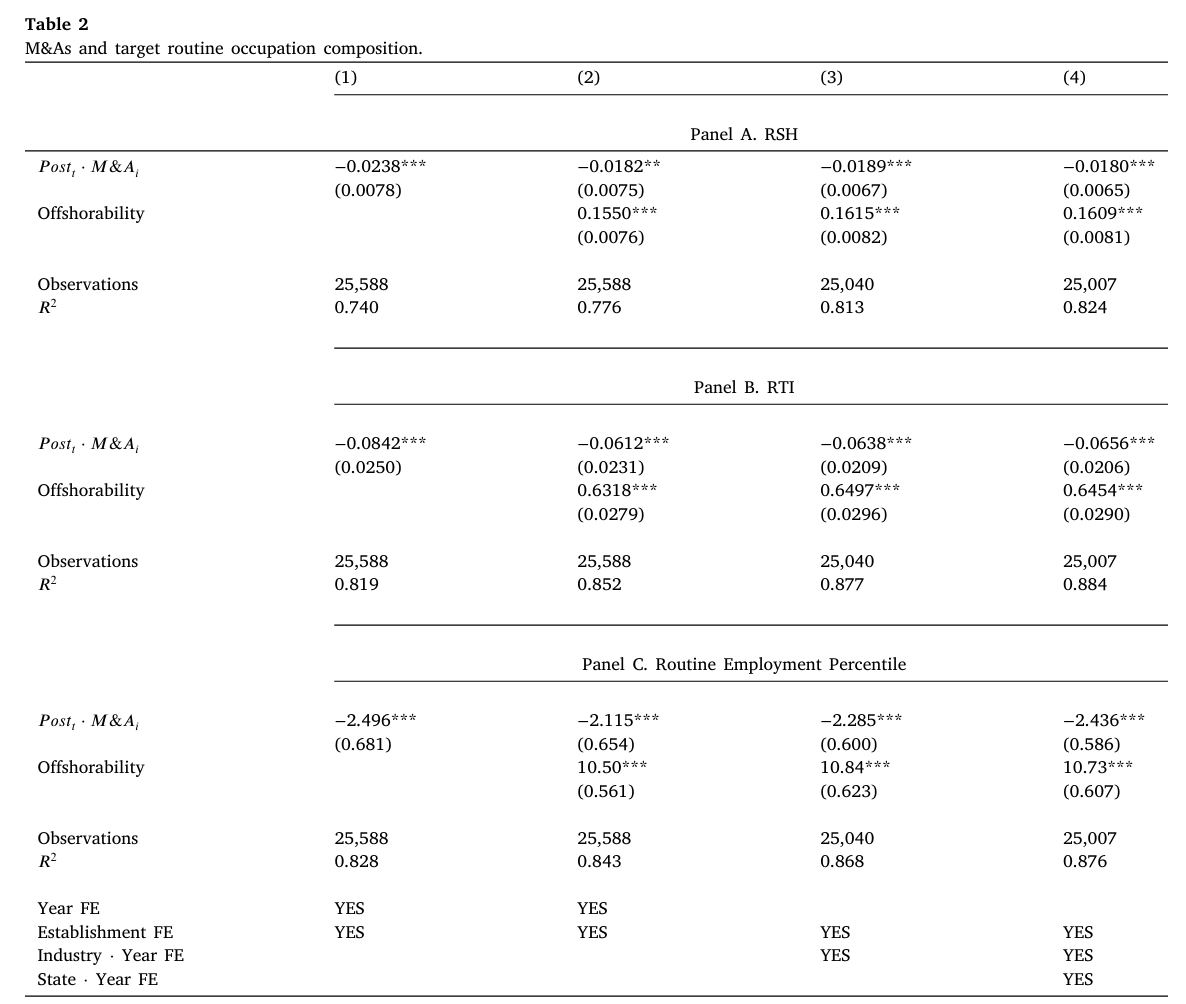 Table 2
M&As and target routine occupation composition.
(1) (2) (3) (4)
Panel A. RSH
Post_t · M&A_i −0.0238*** −0.0182** −0.0189*** −0.0180***
(0.0078) (0.0075) (0.0067) (0.0065)
Offshorability 0.1550*** 0.1615*** 0.1609***
(0.0076) (0.0082) (0.0081)
Observations 25,588 25,588 25,040 25,007
R² 0.740 0.776 0.813 0.824
Panel B. RTI
Post_t · M&A_i −0.0842*** −0.0612*** −0.0638*** −0.0656***
(0.0250) (0.0231) (0.0209) (0.0206)
Offshorability 0.6318*** 0.6497*** 0.6454***
(0.0279) (0.0296) (0.0290)
Observations 25,588 25,588 25,040 25,007
R² 0.819 0.852 0.877 0.884
Panel C. Routine Employment Percentile
Post_t · M&A_i −2.496*** −2.115*** −2.285*** −2.436***
(0.681) (0.654) (0.600) (0.586)
Offshorability 10.50*** 10.84*** 10.73***
(0.561) (0.623) (0.607)
Observations 25,588 25,588 25,040 25,007
R² 0.828 0.843 0.868 0.876
Year FE YES YES
Establishment FE YES YES YES YES
Industry · Year FE YES YES
State · Year FE YES